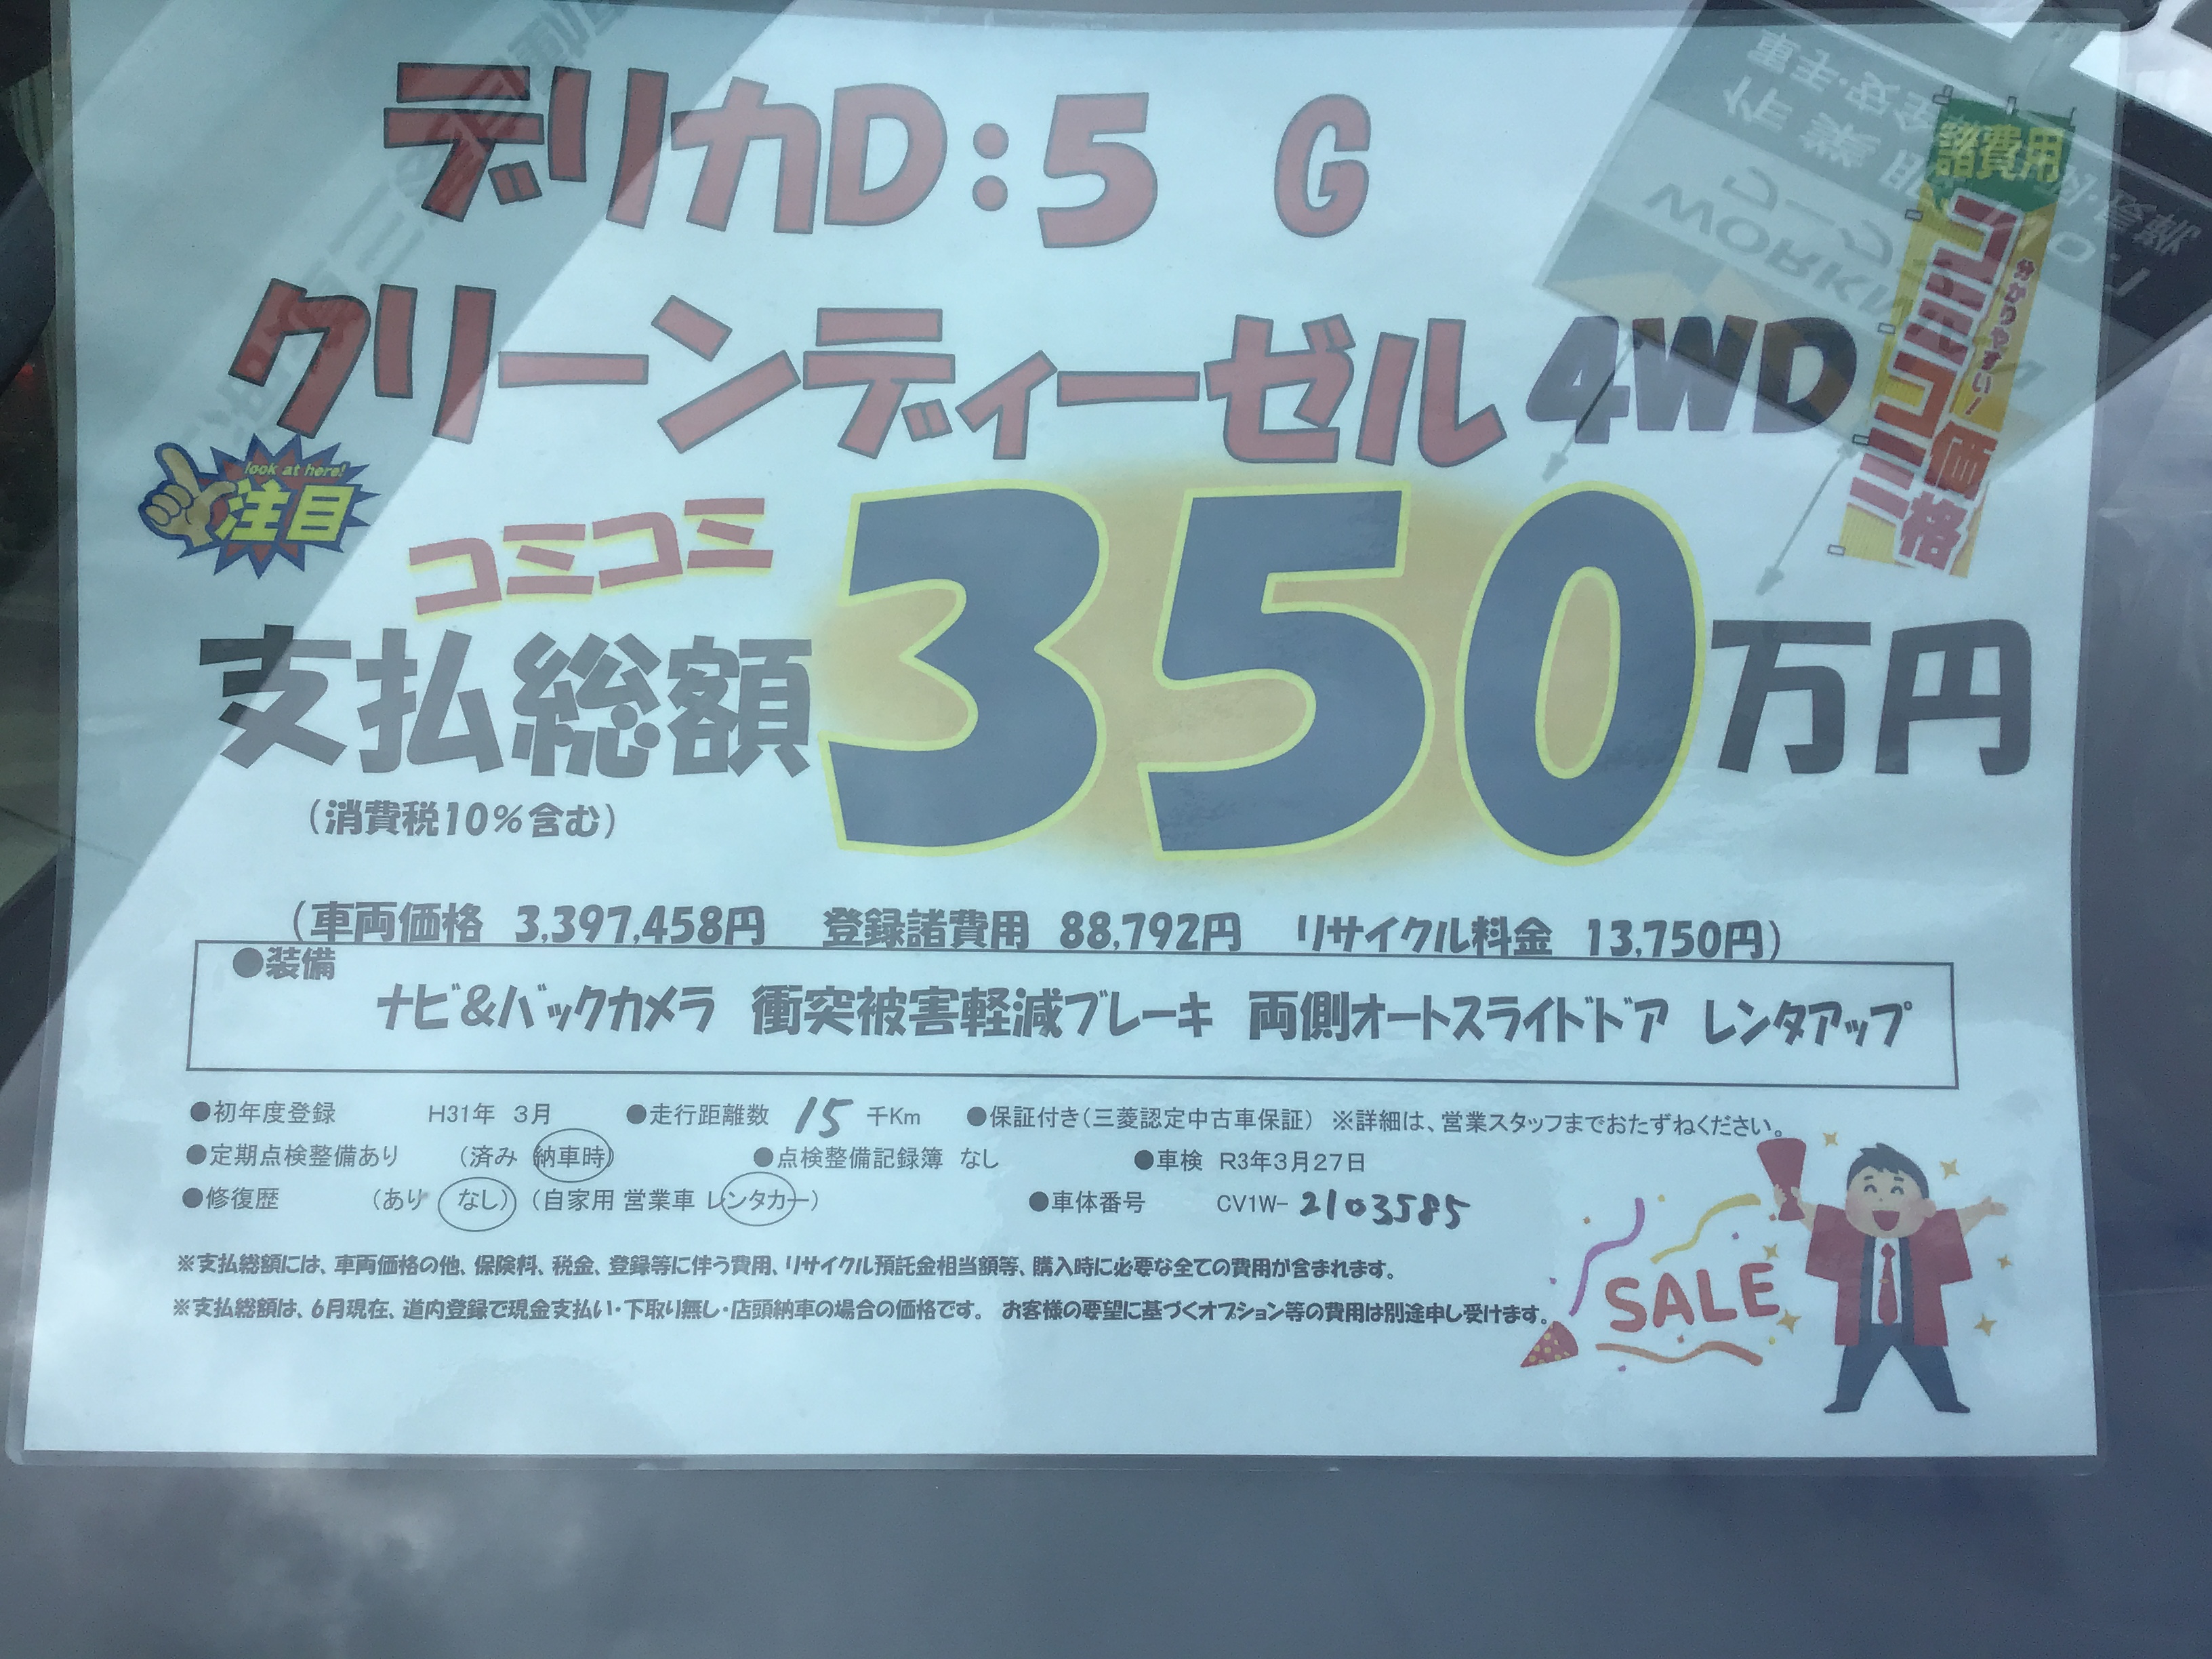 デリカD:5 G
諸費用
コミコミ価格
分かりやすい!
クリーンディーゼル 4WD
look at here!
注目
コミコミ
支払総額 350万円
(消費税10%含む)
(車両価格 3,397,458円 登録諸費用 88,792円 リサイクル料金 13,750円)
●装備
ナビ&バックカメラ 衝突被害軽減ブレーキ 両側オートスライドドア レンタアップ
●初年度登録 H31年 3月 ●走行距離数 15 千Km ●保証付き(三菱認定中古車保証) ※詳細は、営業スタッフまでおたずねください。
●定期点検整備あり (済み 納車時) ●点検整備記録簿 なし ●車検 R3年3月27日
●修復歴 (あり なし) (自家用 営業車 レンタカー) ●車体番号 CV1W-2103585
※支払総額には、車両価格の他、保険料、税金、登録等に伴う費用、リサイクル預託金相当額等、購入時に必要な全ての費用が含まれます。
※支払総額は、6月現在、道内登録で現金支払い・下取り無し・店頭納車の場合の価格です。 お客様の要望に基づくオプション等の費用は別途申し受けます。
SALE